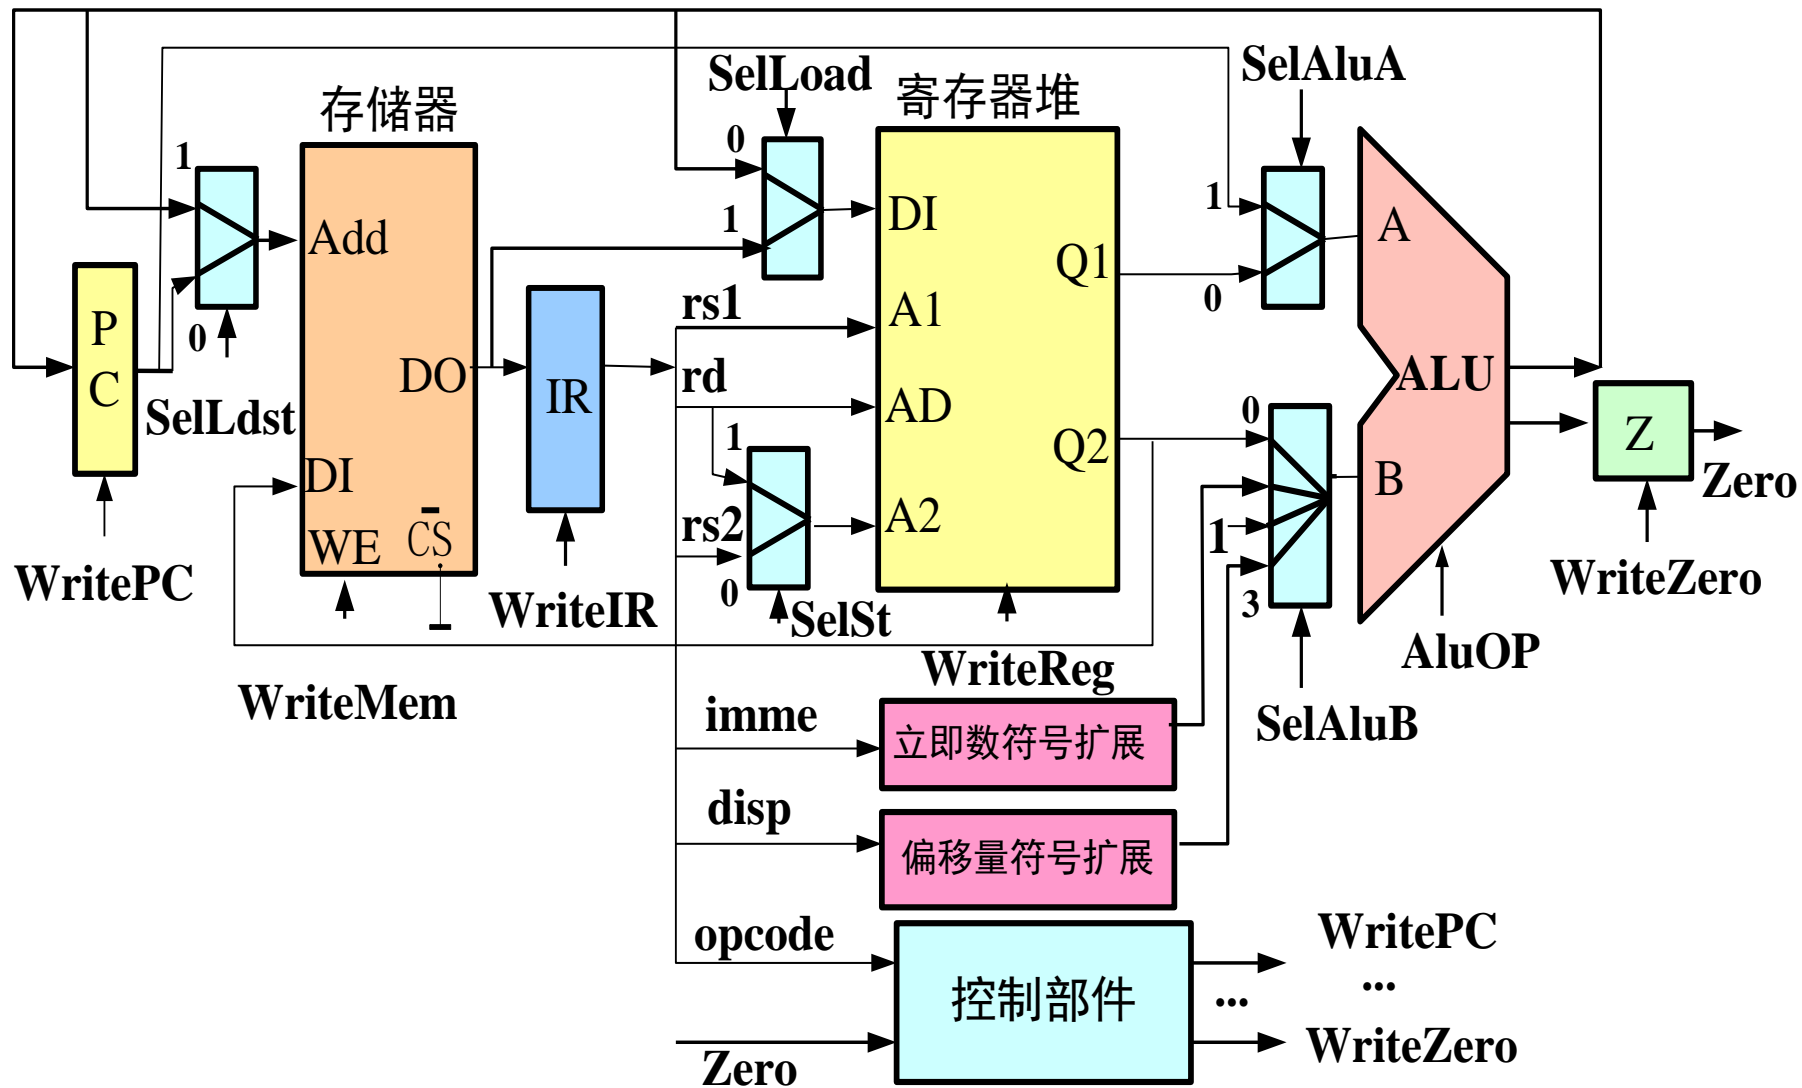 SelLoad
SelAluA
存储器
寄存器堆
1
0
1
0
SelLdst
P
C
WritePC
Add
DO
DI
WE
CS
WriteMem
IR
WriteIR
rs1
rd
1
rs2
0
SelSt
DI
A1
AD
A2
Q1
Q2
WriteReg
1
0
A
B
ALU
AluOP
0
1
3
SelAluB
Z
Zero
WriteZero
imme
立即数符号扩展
disp
偏移量符号扩展
opcode
控制部件
Zero
WritePC
...
...
WriteZero